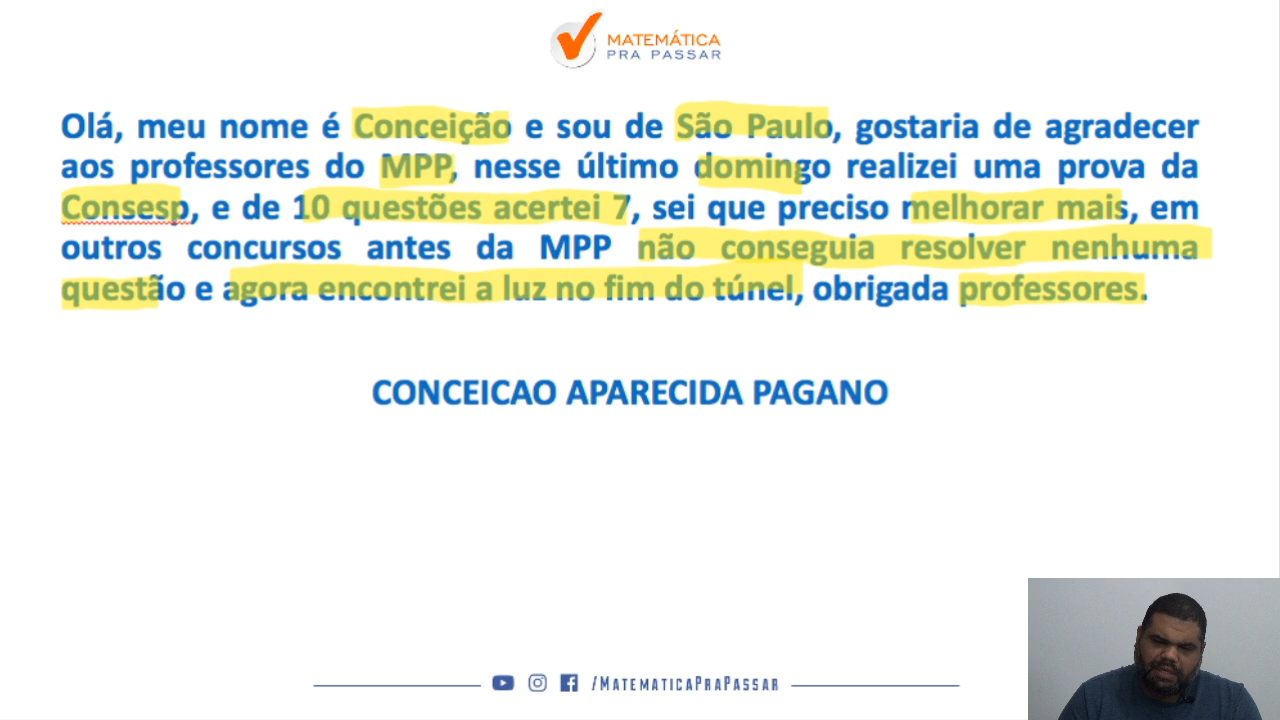 MATEMÁTICA
PRA PASSAR
Olá, meu nome é Conceição e sou de São Paulo, gostaria de agradecer
aos professores do MPP, nesse último domingo realizei uma prova da
Consesp, e de 10 questões acertei 7, sei que preciso melhorar mais, em
outros concursos antes da MPP não conseguia resolver nenhuma
questão e agora encontrei a luz no fim do túnel, obrigada professores.
CONCEICAO APARECIDA PAGANO
/MATEMATICAPRAPASSAR